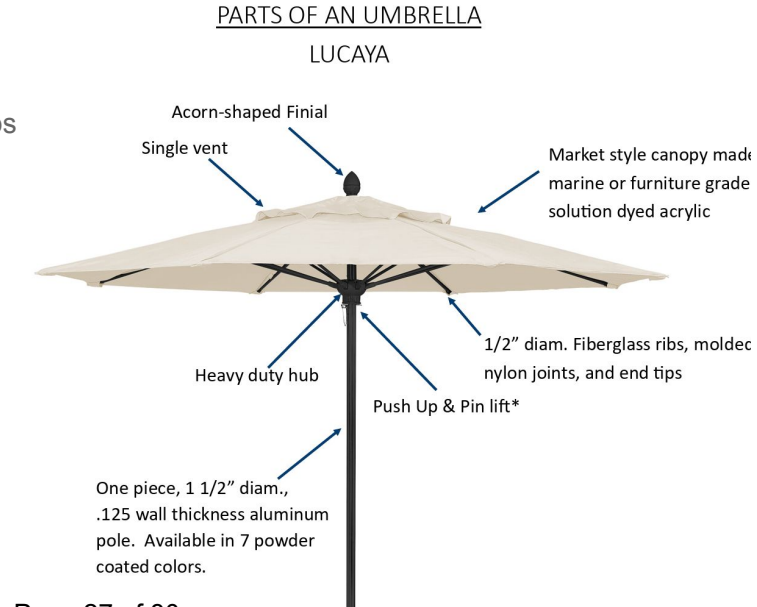 PARTS OF AN UMBRELLA
LUCAYA
Acorn-shaped Finial
Single vent
Market style canopy made
marine or furniture grade
solution dyed acrylic
1/2” diam. Fiberglass ribs, molded
nylon joints, and end tips
Heavy duty hub
Push Up & Pin lift*
One piece, 1 1/2” diam.,
.125 wall thickness aluminum
pole. Available in 7 powder
coated colors.